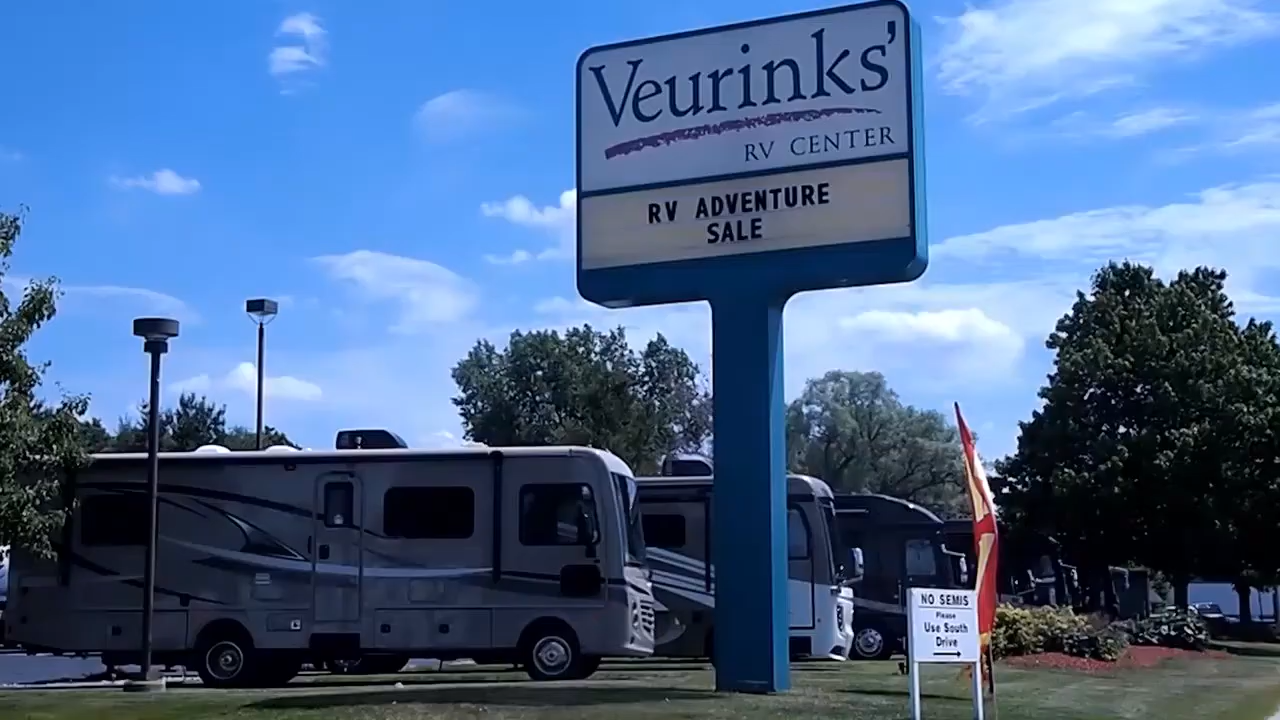 Veurinks'
RV CENTER
RV ADVENTURE
SALE
NO SEMIS
Please
Use South
Drive